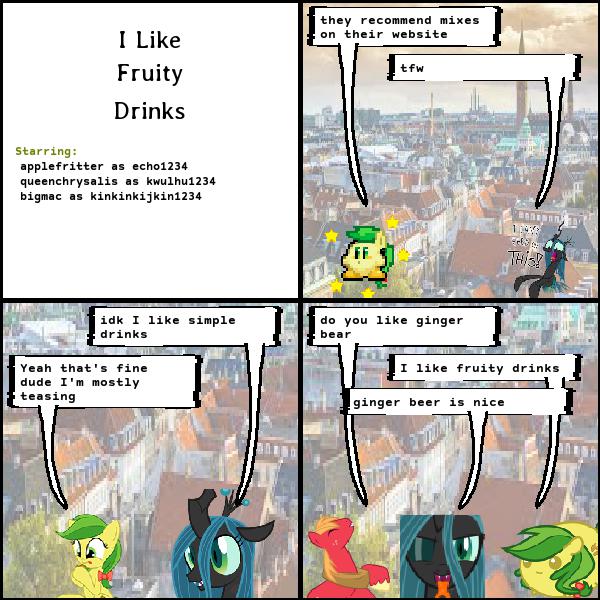 I Like
Fruity
Drinks
Starring:
applefritter as echo1234
queenchrysalis as kwulhu1234
bigmac as kinkinkijkin1234
they recommend mixes
on their website
tfw
THIS!
idk I like simple
drinks
Yeah that's fine
dude I'm mostly
teasing
do you like ginger
bear
I like fruity drinks
ginger beer is nice